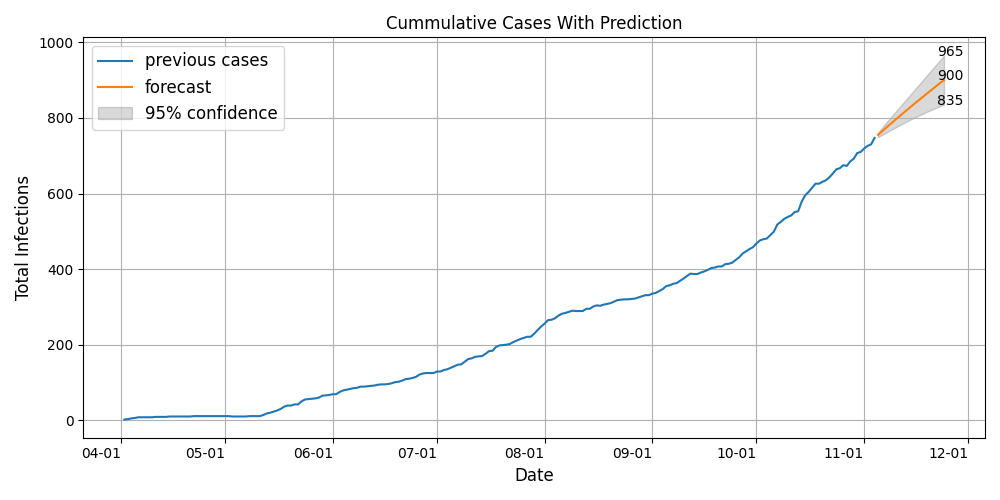 Cummulative Cases With Prediction
1000
800
600
400
200
0
Total Infections
previous cases
forecast
95% confidence
965
900
835
04-01 05-01 06-01 07-01 08-01 09-01 10-01 11-01 12-01
Date